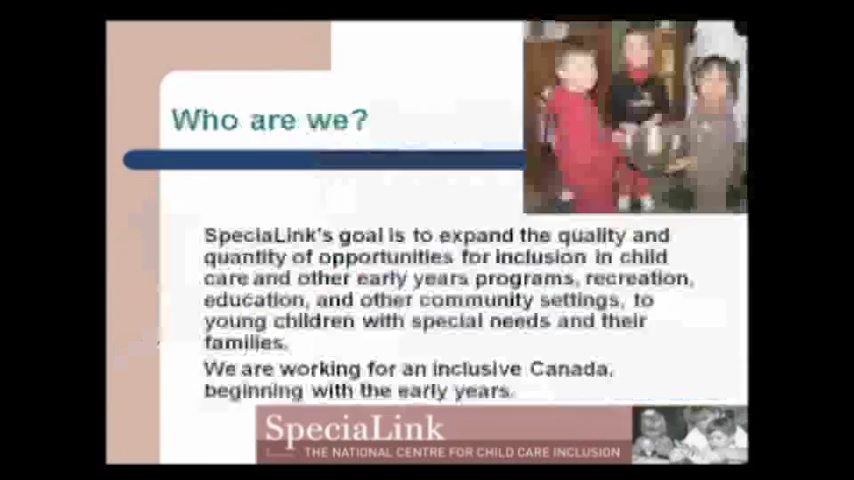 Who are we?
SpeciaLink's goal is to expand the quality and
quantity of opportunities for inclusion in child
care and other early years programs, recreation,
education, and other community settings, to
young children with special needs and their
families.
We are working for an inclusive Canada,
beginning with the early years.
SpeciaLink
THE NATIONAL CENTRE FOR CHILD CARE INCLUSION